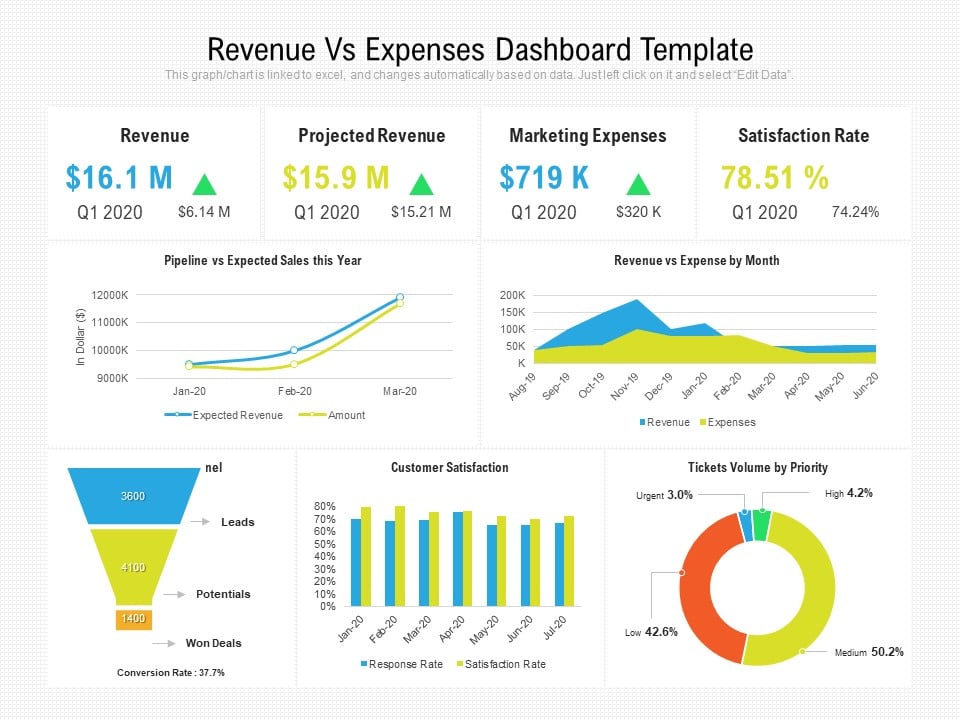 Revenue Vs Expenses Dashboard Template
This graph/chart is linked to excel, and changes automatically based on data. Just left click on it and select "Edit Data".
Revenue
$16.1 M
Q1 2020 $6.14 M
Projected Revenue
$15.9 M
Q1 2020 $15.21 M
Marketing Expenses
$719 K
Q1 2020 $320 K
Satisfaction Rate
78.51 %
Q1 2020 74.24%
Pipeline vs Expected Sales this Year
In Dollar ($)
12000K
11000K
10000K
9000K
Jan-20 Feb-20 Mar-20
Expected Revenue Amount
Revenue vs Expense by Month
200K
150K
100K
50K
K
Aug-19 Sep-19 Oct-19 Nov-19 Dec-19 Jan-20 Feb-20 Mar-20 Apr-20 May-20 Jun-20
Revenue Expenses
nel
3600
Leads
4100
Potentials
1400
Won Deals
Conversion Rate : 37.7%
Customer Satisfaction
80%
70%
60%
50%
40%
30%
20%
10%
0%
Jan-20 Feb-20 Mar-20 Apr-20 May-20 Jun-20 Jul-20
Response Rate Satisfaction Rate
Tickets Volume by Priority
Urgent 3.0% High 4.2%
Low 42.6%
Medium 50.2%